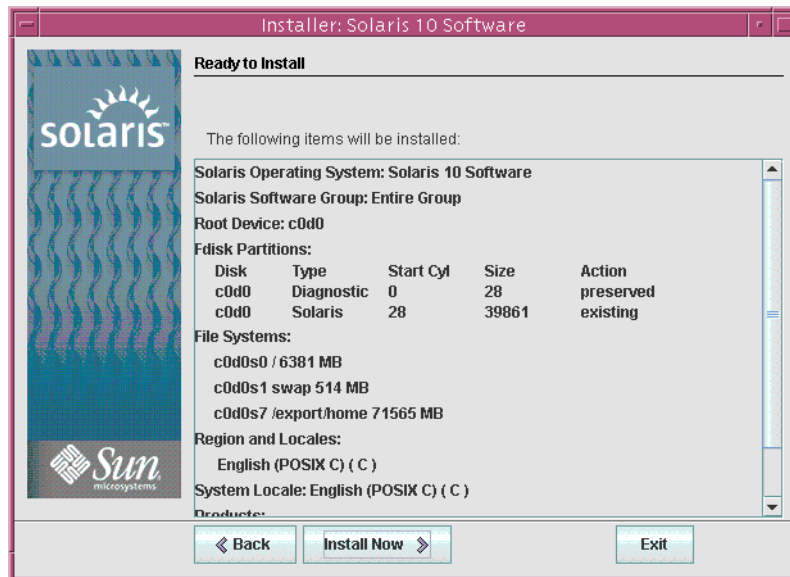 Installer: Solaris 10 Software
solaris™
Ready to Install
The following items will be installed:
Solaris Operating System: Solaris 10 Software
Solaris Software Group: Entire Group
Root Device: c0d0
Fdisk Partitions:
Disk Type Start Cyl Size Action
c0d0 Diagnostic 0 28 preserved
c0d0 Solaris 28 39861 existing
File Systems:
c0d0s0 / 6381 MB
c0d0s1 swap 514 MB
c0d0s7 /export/home 71565 MB
Region and Locales:
English (POSIX C) ( C )
System Locale: English (POSIX C) ( C )
Products:
Sun
microsystems
Back Install Now Exit